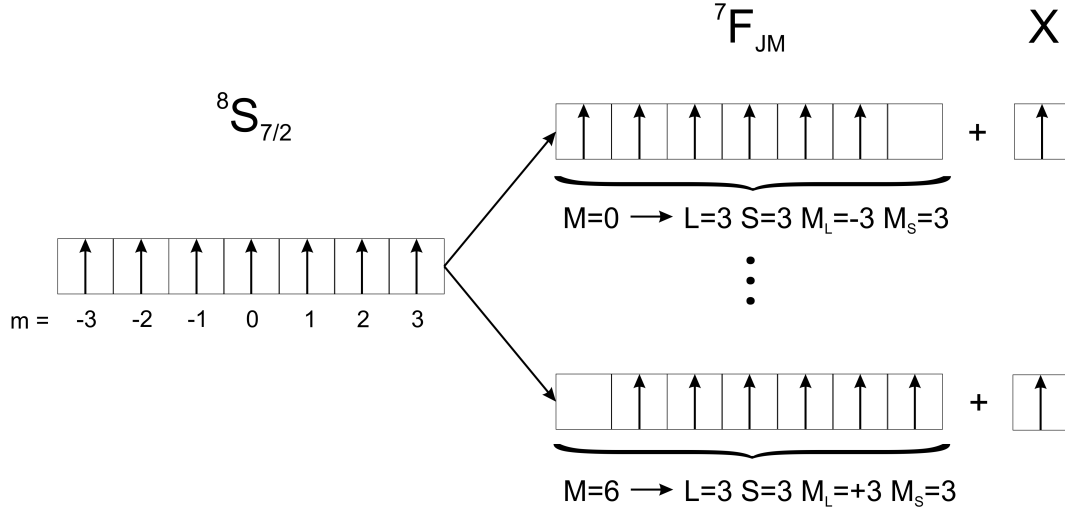 ⁷F_JM X
⁸S_7/2
+
M=0 → L=3 S=3 M_L=-3 M_S=3
m = -3 -2 -1 0 1 2 3
+
M=6 → L=3 S=3 M_L=+3 M_S=3